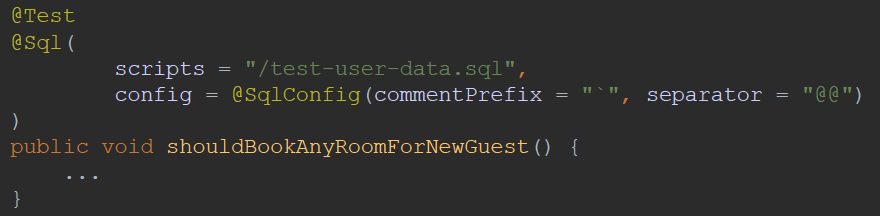 @Test
@Sql(
        scripts = "/test-user-data.sql",
        config = @SqlConfig(commentPrefix = "`", separator = "@@")
)
public void shouldBookAnyRoomForNewGuest() {
    ...
}